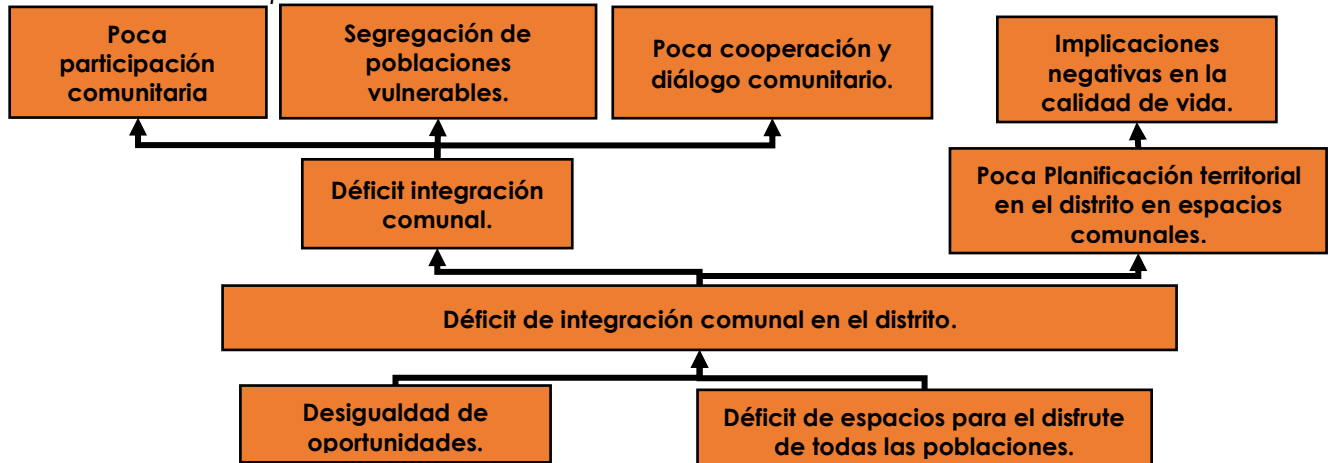 Poca
participación
comunitaria
Segregación de
poblaciones
vulnerables.
Poca cooperación y
diálogo comunitario.
Implicaciones
negativas en la
calidad de vida.
Déficit integración
comunal.
Poca Planificación territorial
en el distrito en espacios
comunales.
Déficit de integración comunal en el distrito.
Desigualdad de
oportunidades.
Déficit de espacios para el disfrute
de todas las poblaciones.